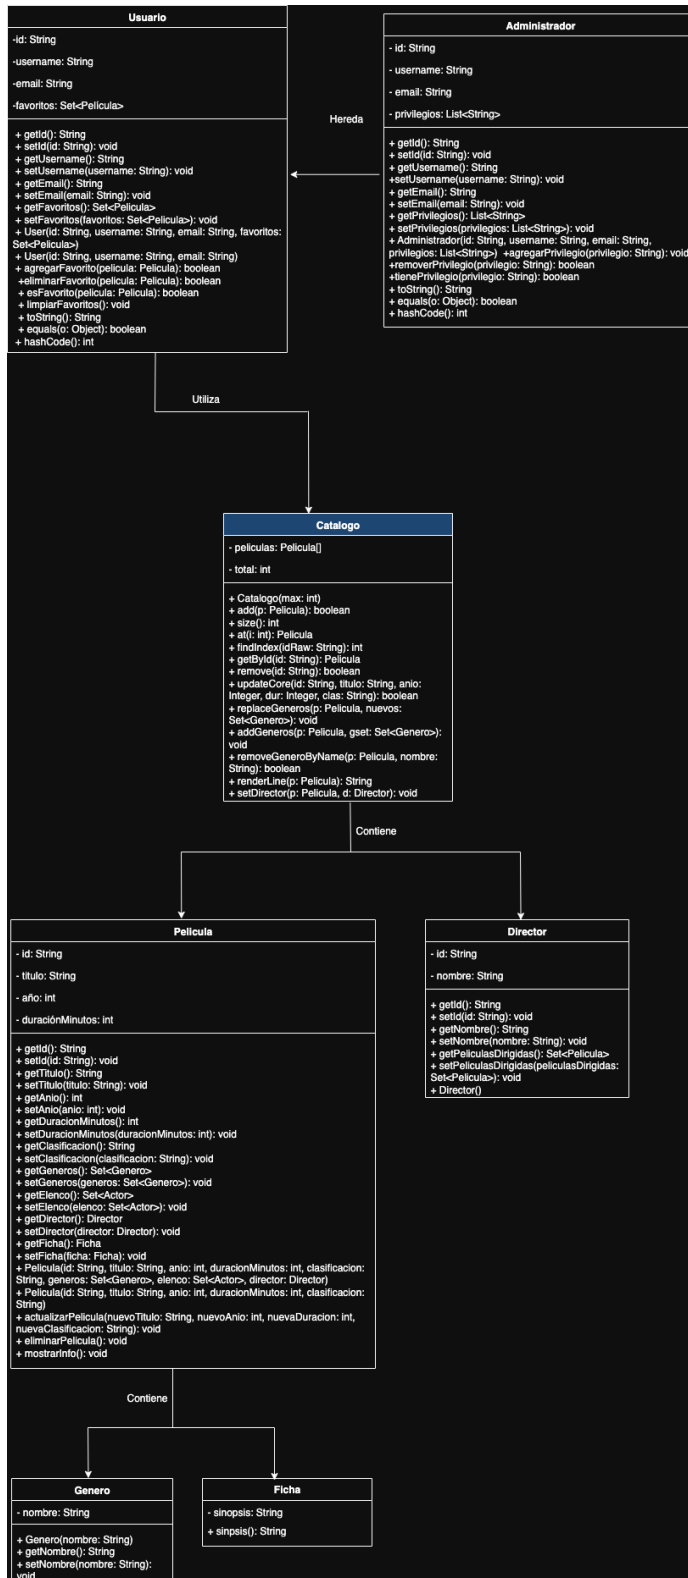 Usuario
-id: String
-username: String
-email: String
-favoritos: Set<Película>
+ getId(): String
+ setId(id: String): void
+ getUsername(): String
+ setUsername(username: String): void
+ getEmail(): String
+ setEmail(email: String): void
+ getFavoritos(): Set<Pelicula>
+ setFavoritos(favoritos: Set<Pelicula>): void
+ User(id: String, username: String, email: String, favoritos:
Set<Pelicula>)
+ User(id: String, username: String, email: String)
+ agregarFavorito(pelicula: Pelicula): boolean
+eliminarFavorito(pelicula: Pelicula): boolean
+ esFavorito(pelicula: Pelicula): boolean
+ limpiarFavoritos(): void
+ toString(): String
+ equals(o: Object): boolean
+ hashCode(): int
Hereda
Administrador
- id: String
- username: String
- email: String
- privilegios: List<String>
+ getId(): String
+ setId(id: String): void
+ getUsername(): String
+setUsername(username: String): void
+ getEmail(): String
+ setEmail(email: String): void
+ getPrivilegios(): List<String>
+ setPrivilegios(privilegios: List<String>): void
+ Administrador(id: String, username: String, email: String,
privilegios: List<String>) +agregarPrivilegio(privilegio: String): void
+removerPrivilegio(privilegio: String): boolean
+tienePrivilegio(privilegio: String): boolean
+ toString(): String
+ equals(o: Object): boolean
+ hashCode(): int
Utiliza
Catalogo
- peliculas: Pelicula[]
- total: int
+ Catalogo(max: int)
+ add(p: Pelicula): boolean
+ size(): int
+ at(i: int): Pelicula
+ findIndex(idRaw: String): int
+ getById(id: String): Pelicula
+ remove(id: String): boolean
+ updateCore(id: String, titulo: String, anio:
Integer, dur: Integer, clas: String): boolean
+ replaceGeneros(p: Pelicula, nuevos:
Set<Genero>): void
+ addGeneros(p: Pelicula, gset: Set<Genero>):
void
+ removeGeneroByName(p: Pelicula, nombre:
String): boolean
+ renderLine(p: Pelicula): String
+ setDirector(p: Pelicula, d: Director): void
Contiene
Pelicula
- id: String
- titulo: String
- año: int
- duraciónMinutos: int
+ getId(): String
+ setId(id: String): void
+ getTitulo(): String
+ setTitulo(titulo: String): void
+ getAnio(): int
+ setAnio(anio: int): void
+ getDuracionMinutos(): int
+ setDuracionMinutos(duracionMinutos: int): void
+ getClasificacion(): String
+ setClasificacion(clasificacion: String): void
+ getGeneros(): Set<Genero>
+ setGeneros(generos: Set<Genero>): void
+ getElenco(): Set<Actor>
+ setElenco(elenco: Set<Actor>): void
+ getDirector(): Director
+ setDirector(director: Director): void
+ getFicha(): Ficha
+ setFicha(ficha: Ficha): void
+ Pelicula(id: String, titulo: String, anio: int, duracionMinutos: int, clasificacion:
String, generos: Set<Genero>, elenco: Set<Actor>, director: Director)
+ Pelicula(id: String, titulo: String, anio: int, duracionMinutos: int, clasificacion:
String)
+ actualizarPelicula(nuevoTitulo: String, nuevoAnio: int, nuevaDuracion: int,
nuevaClasificacion: String): void
+ eliminarPelicula(): void
+ mostrarInfo(): void
Director
- id: String
- nombre: String
+ getId(): String
+ setId(id: String): void
+ getNombre(): String
+ setNombre(nombre: String): void
+ getPeliculasDirigidas(): Set<Pelicula>
+ setPeliculasDirigidas(peliculasDirigidas:
Set<Pelicula>): void
+ Director()
Contiene
Genero
- nombre: String
+ Genero(nombre: String)
+ getNombre(): String
+ setNombre(nombre: String):
void
Ficha
- sinopsis: String
+ sinpsis(): String